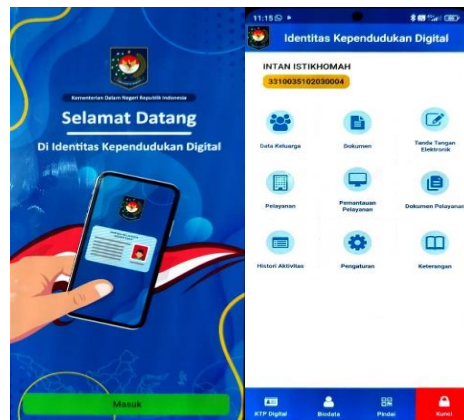 Kementerian Dalam Negeri Republik Indonesia
Selamat Datang
Di Identitas Kependudukan Digital
Masuk
11:15
Identitas Kependudukan Digital
INTAN ISTIKHOMAH
3310035102030004
Data Keluarga
Dokumen
Tanda Tangan
Elektronik
Pelayanan
Pemantauan
Pelayanan
Dokumen Pelayanan
Histori Aktivitas
Pengaturan
Keterangan
KTP Digital
Biodata
Pindai
Kunci